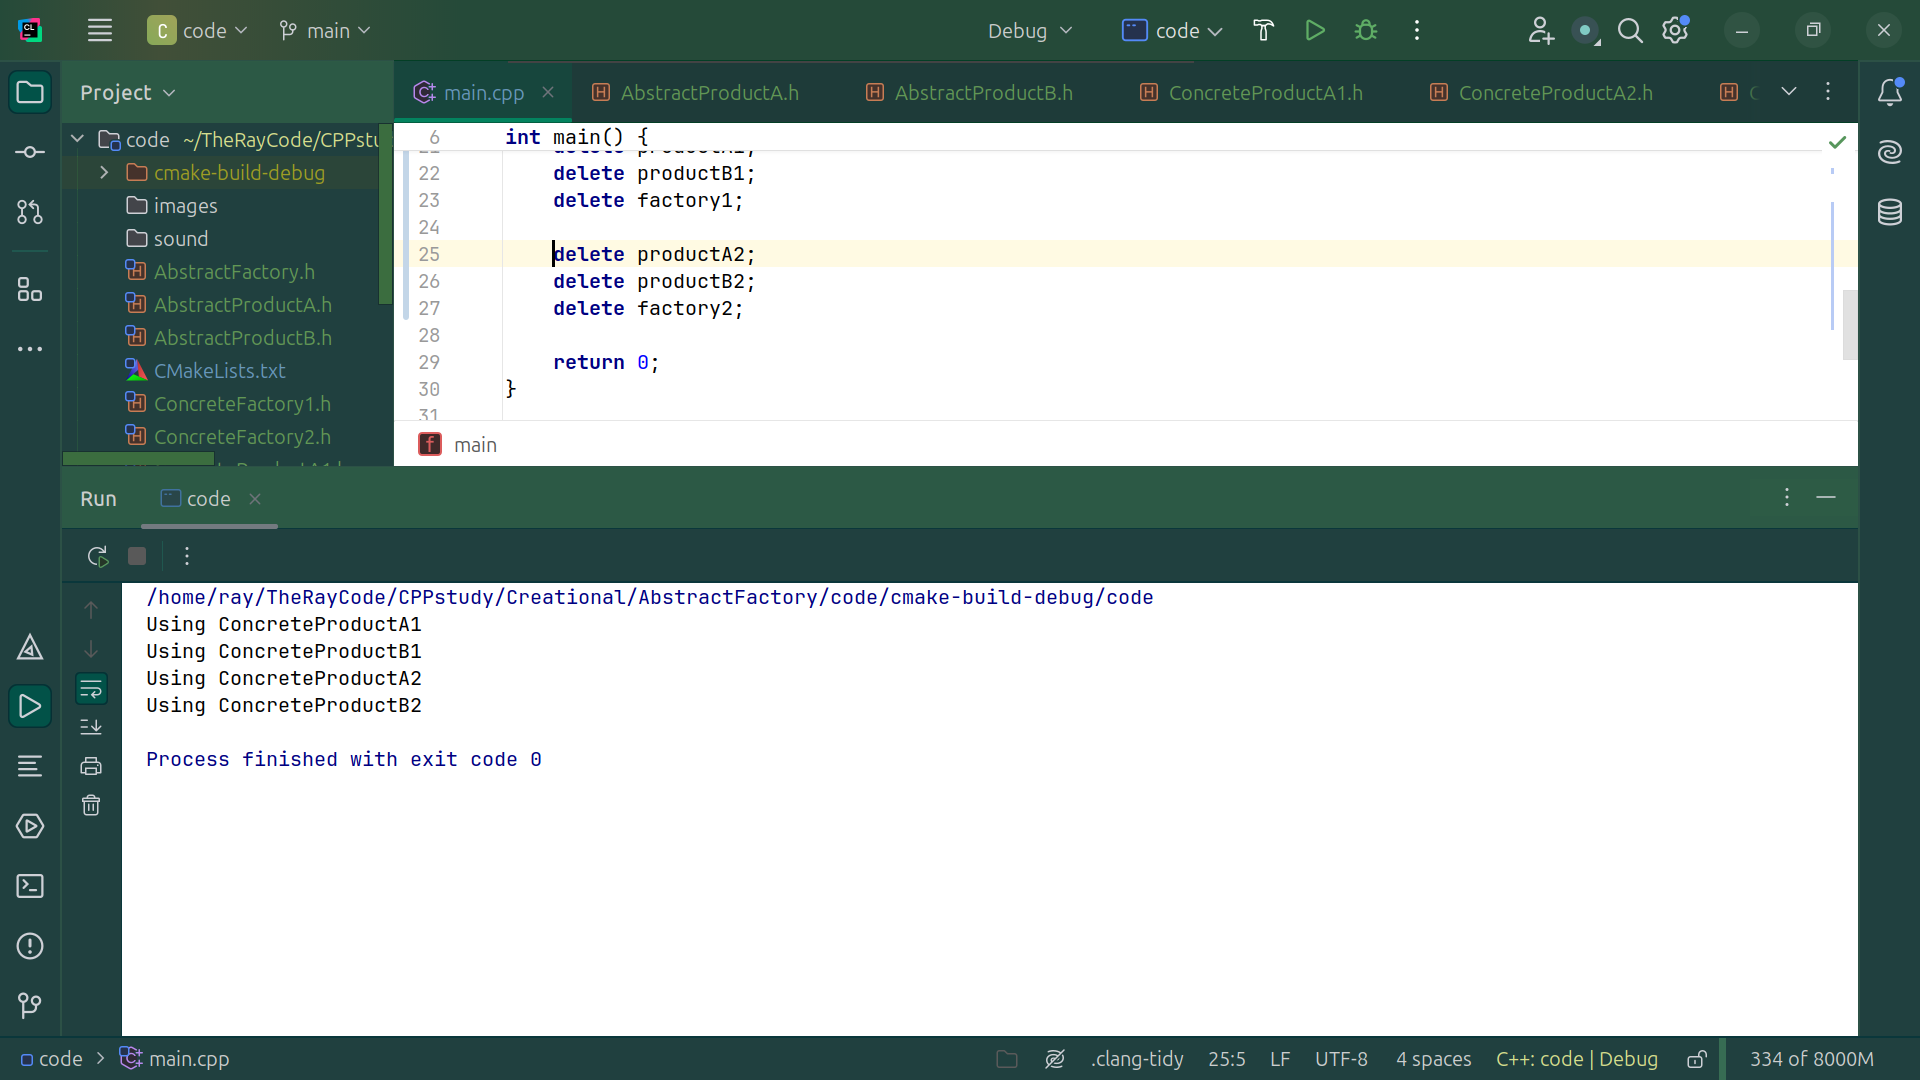 C code main Debug code
Project
main.cpp AbstractProductA.h AbstractProductB.h ConcreteProductA1.h ConcreteProductA2.h
code ~/TheRayCode/CPPstu
cmake-build-debug
images
sound
AbstractFactory.h
AbstractProductA.h
AbstractProductB.h
CMakeLists.txt
ConcreteFactory1.h
ConcreteFactory2.h
6 int main() {
22 delete productB1;
23 delete factory1;
24
25 delete productA2;
26 delete productB2;
27 delete factory2;
28
29 return 0;
30 }
31
f main
Run code
/home/ray/TheRayCode/CPPstudy/Creational/AbstractFactory/code/cmake-build-debug/code
Using ConcreteProductA1
Using ConcreteProductB1
Using ConcreteProductA2
Using ConcreteProductB2
Process finished with exit code 0
code > main.cpp .clang-tidy 25:5 LF UTF-8 4 spaces C++: code | Debug 334 of 8000M